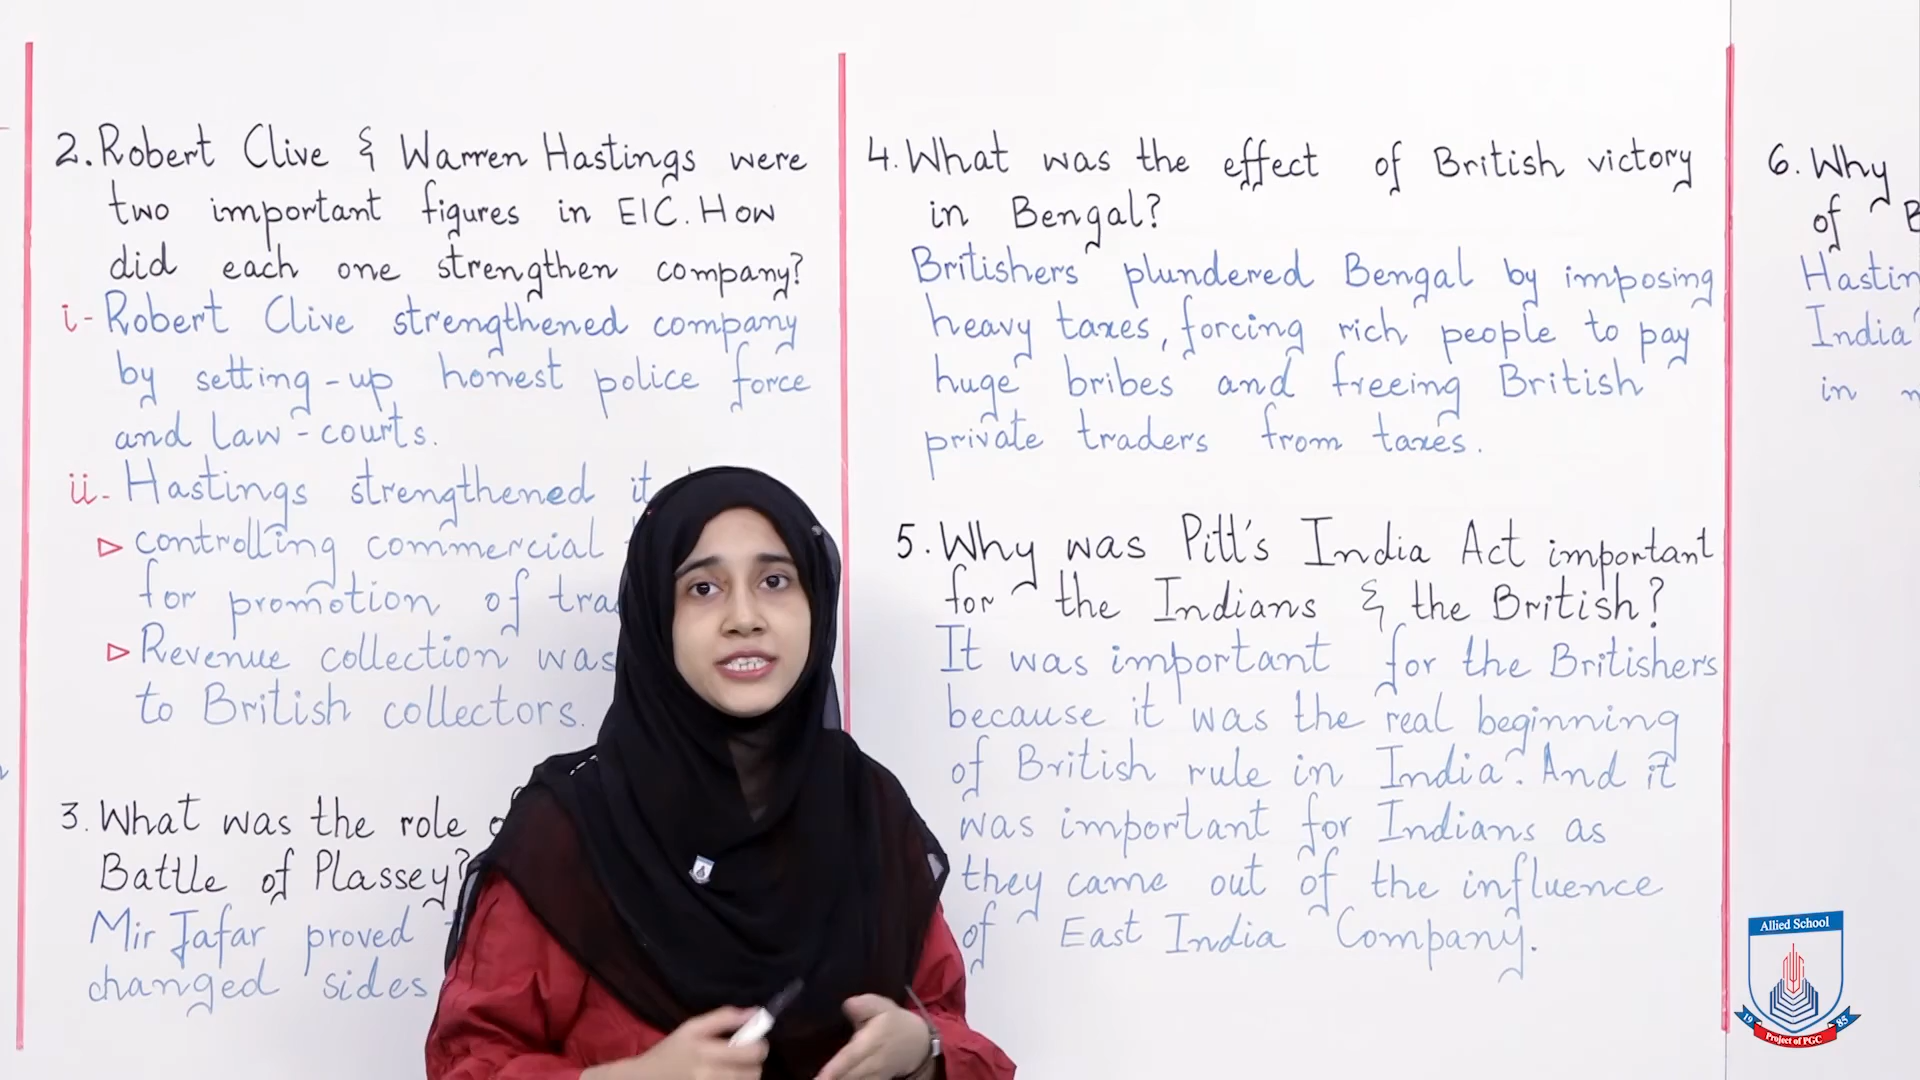 2. Robert Clive & Warren Hastings were
two important figures in EIC. How
did each one strengthen company?
i- Robert Clive strengthened company
by setting-up honest police force
and law-courts.
ii- Hastings strengthened it
▷ controlling commercial
for promotion of
▷ Revenue collection was
to British collectors.
3. What was the role
Battle of Plassey?
Mir Jafar proved
changed sides
4. What was the effect of British victory
in Bengal?
Britishers plundered Bengal by imposing
heavy taxes, forcing rich people to pay
huge bribes and freeing British
private traders from taxes.
5. Why was Pitt's India Act important
for the Indians & the British?
It was important for the Britishers
because it was the real beginning
of British rule in India. And it
was important for Indians as
they came out of the influence
of East India Company.
6. Why
of
India
in
Allied School
1985
Project of PGC